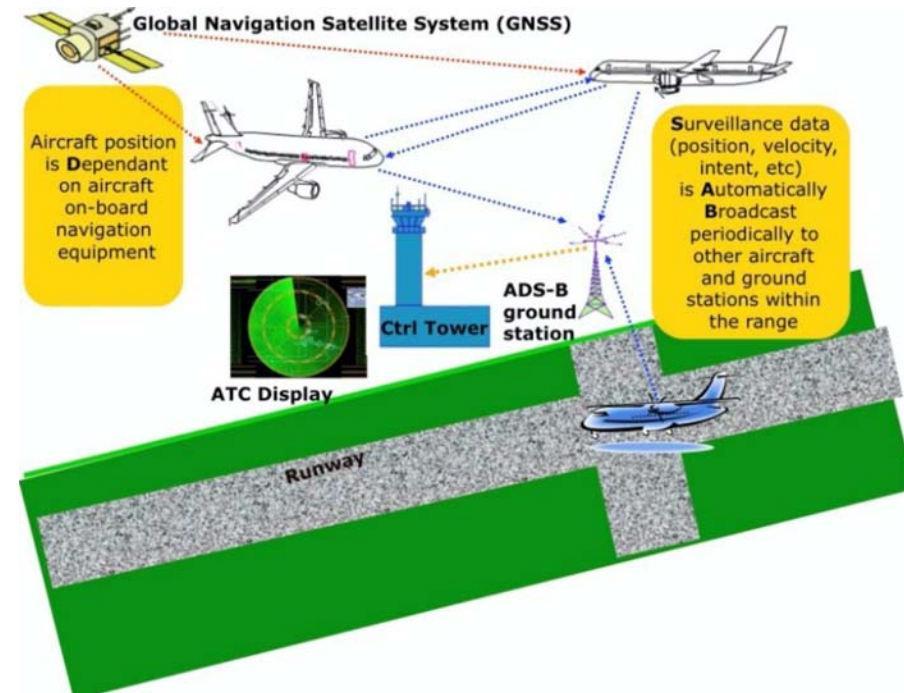 Global Navigation Satellite System (GNSS)
Aircraft position
is Dependant
on aircraft
on-board
navigation
equipment
Surveillance data
(position, velocity,
intent, etc)
is Automatically
Broadcast
periodically to
other aircraft
and ground
stations within
the range
ADS-B
ground
station
Ctrl Tower
ATC Display
Runway